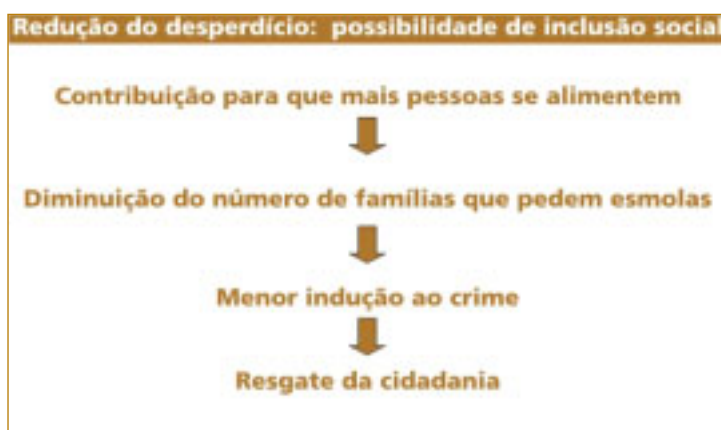 Redução do desperdício: possibilidade de inclusão social
Contribuição para que mais pessoas se alimentem
Diminuição do número de famílias que pedem esmolas
Menor indução ao crime
Resgate da cidadania